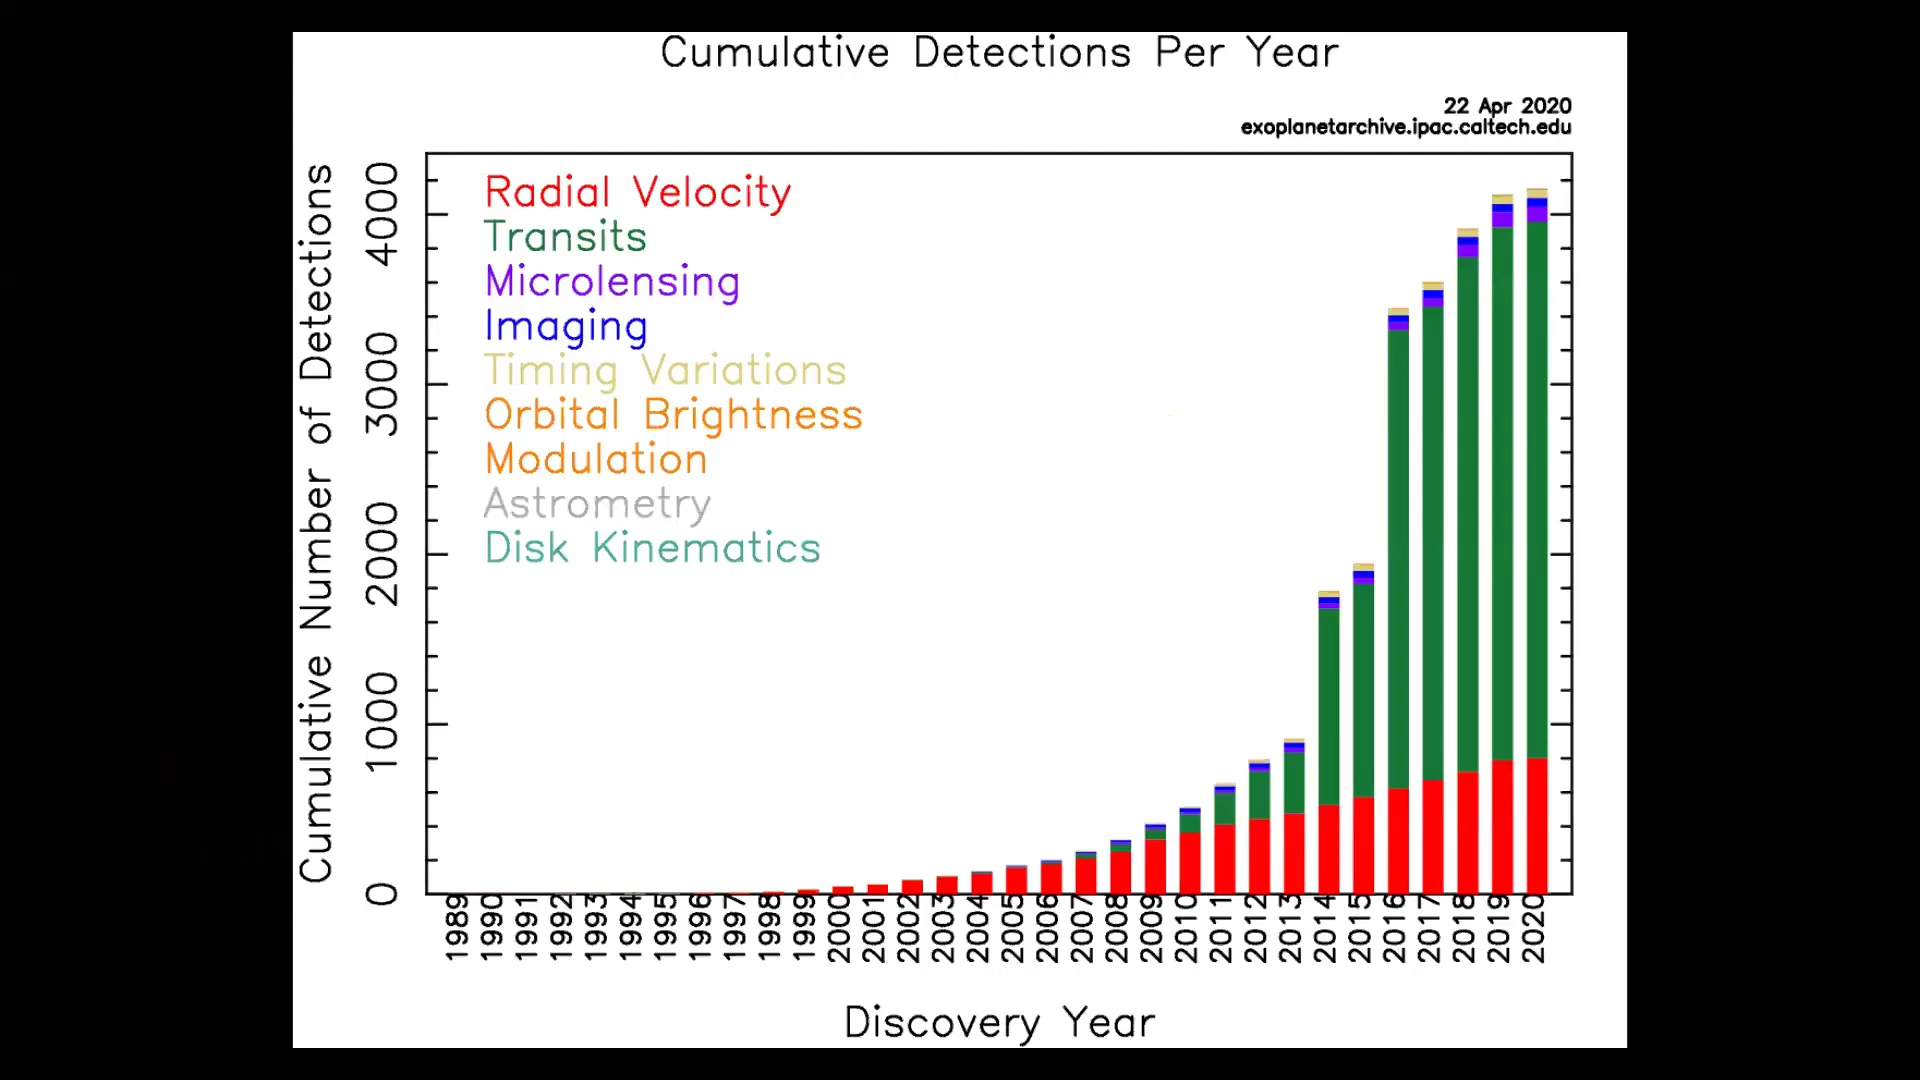 Cumulative Detections Per Year
22 Apr 2020
exoplanetarchive.ipac.caltech.edu
Cumulative Number of Detections
4000
3000
2000
1000
0
Radial Velocity
Transits
Microlensing
Imaging
Timing Variations
Orbital Brightness
Modulation
Astrometry
Disk Kinematics
1989
1990
1991
1992
1993
1994
1995
1996
1997
1998
1999
2000
2001
2002
2003
2004
2005
2006
2007
2008
2009
2010
2011
2012
2013
2014
2015
2016
2017
2018
2019
2020
Discovery Year